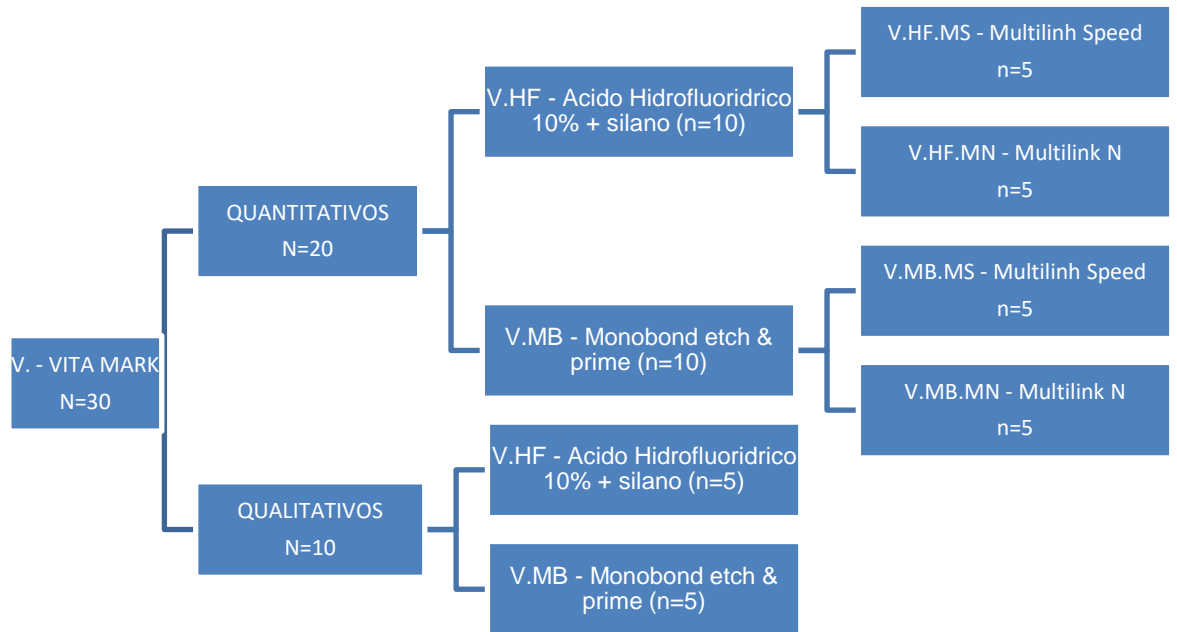 V. - VITA MARK
N=30
QUANTITATIVOS
N=20
V.HF - Acido Hidrofluoridrico
10% + silano (n=10)
V.HF.MS - Multilinh Speed
n=5
V.HF.MN - Multilink N
n=5
V.MB - Monobond etch &
prime (n=10)
V.MB.MS - Multilinh Speed
n=5
V.MB.MN - Multilink N
n=5
QUALITATIVOS
N=10
V.HF - Acido Hidrofluoridrico
10% + silano (n=5)
V.MB - Monobond etch &
prime (n=5)